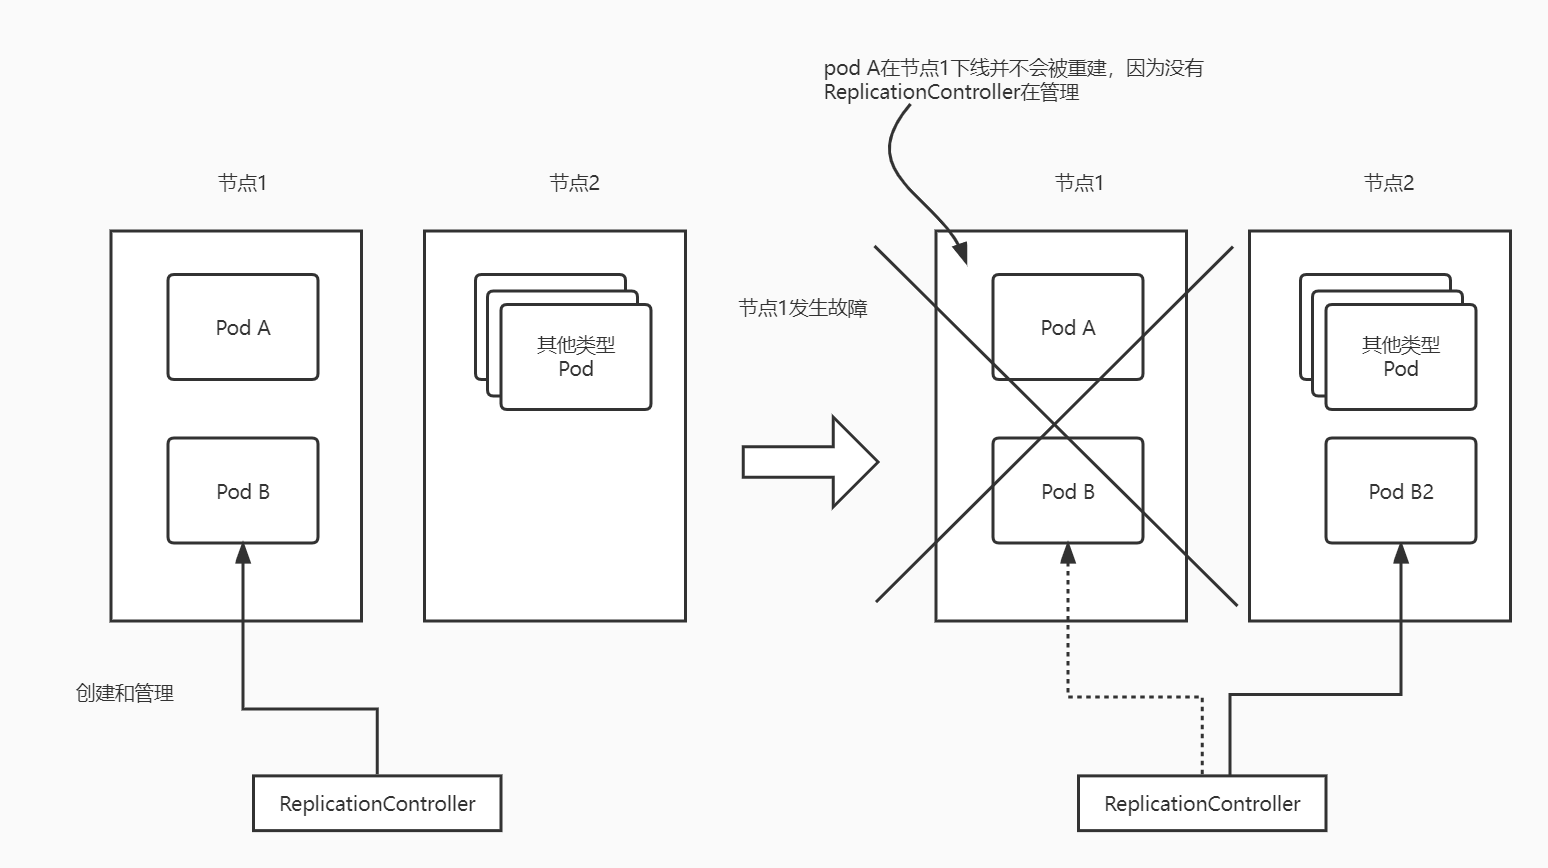 pod A在节点1下线并不会被重建，因为没有
ReplicationController在管理
节点1
节点2
节点1
节点2
Pod A
其他类型
Pod
节点1发生故障
Pod A
其他类型
Pod
Pod B
Pod B
Pod B2
创建和管理
ReplicationController
ReplicationController